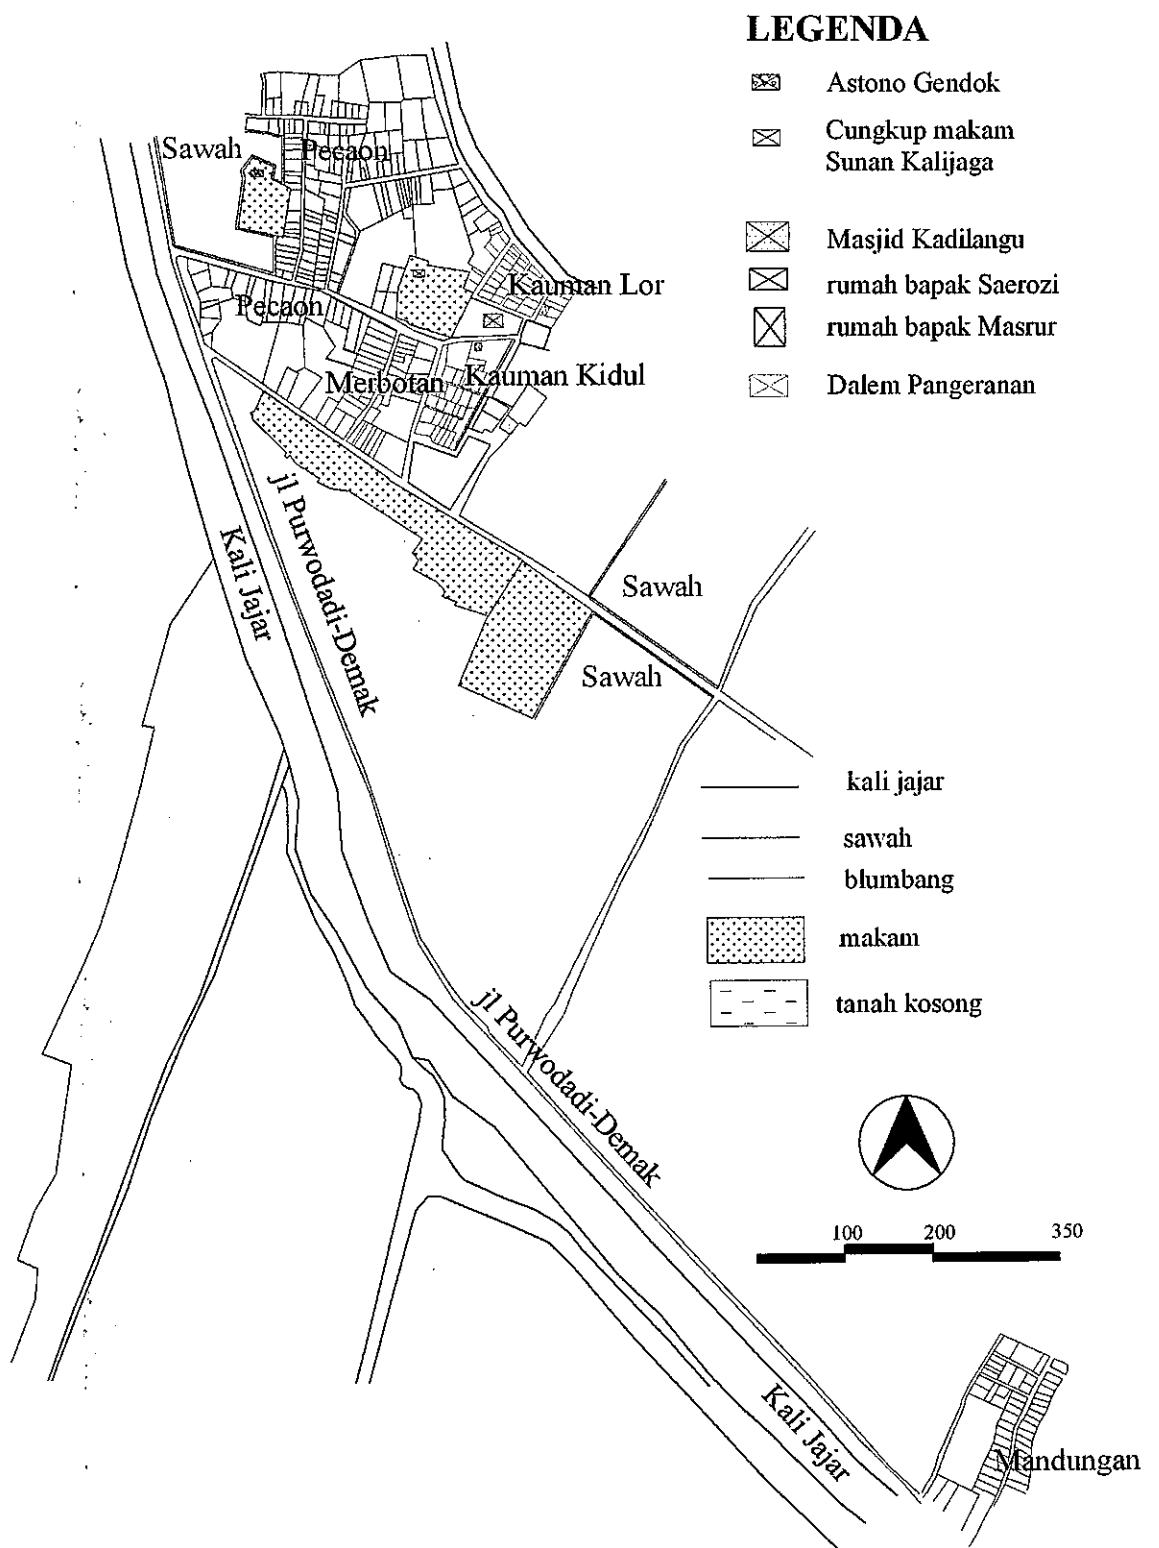 LEGENDA
Astono Gendok
Cungkup makam
Sunan Kalijaga
Masjid Kadilangu
rumah bapak Saerozi
rumah bapak Masrur
Dalem Pangeranan
Sawah
Pecaon
Kauman Lor
Pecaon
Merbotan
Kauman Kidul
jl Purwodadi-Demak
Kali Jajar
Sawah
Sawah
kali jajar
sawah
blumbang
makam
tanah kosong
jl Purwodadi-Demak
100 200 350
Kali Jajar
Mandungan